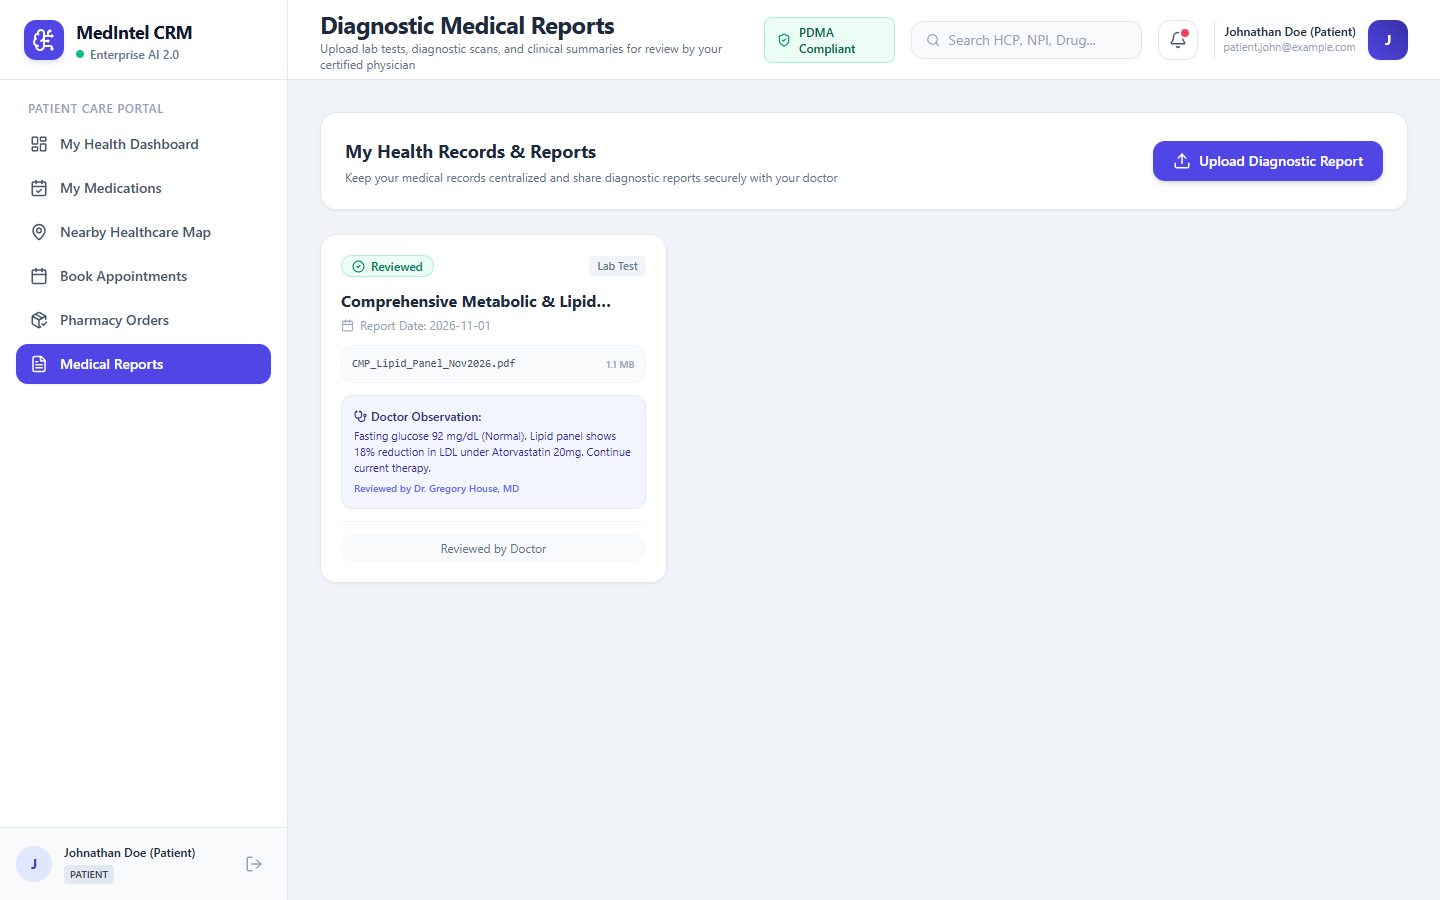 MedIntel CRM
Enterprise AI 2.0
PATIENT CARE PORTAL
My Health Dashboard
My Medications
Nearby Healthcare Map
Book Appointments
Pharmacy Orders
Medical Reports
Johnathan Doe (Patient)
J
PATIENT
Diagnostic Medical Reports
Upload lab tests, diagnostic scans, and clinical summaries for review by your
certified physician
PDMA
Compliant
Search HCP, NPI, Drug...
Johnathan Doe (Patient)
patient.john@example.com
J
My Health Records & Reports
Keep your medical records centralized and share diagnostic reports securely with your doctor
Upload Diagnostic Report
Reviewed
Lab Test
Comprehensive Metabolic & Lipid...
Report Date: 2026-11-01
CMP_Lipid_Panel_Nov2026.pdf
1.1 MB
Doctor Observation:
Fasting glucose 92 mg/dL (Normal). Lipid panel shows
18% reduction in LDL under Atorvastatin 20mg. Continue
current therapy.
Reviewed by Dr. Gregory House, MD
Reviewed by Doctor